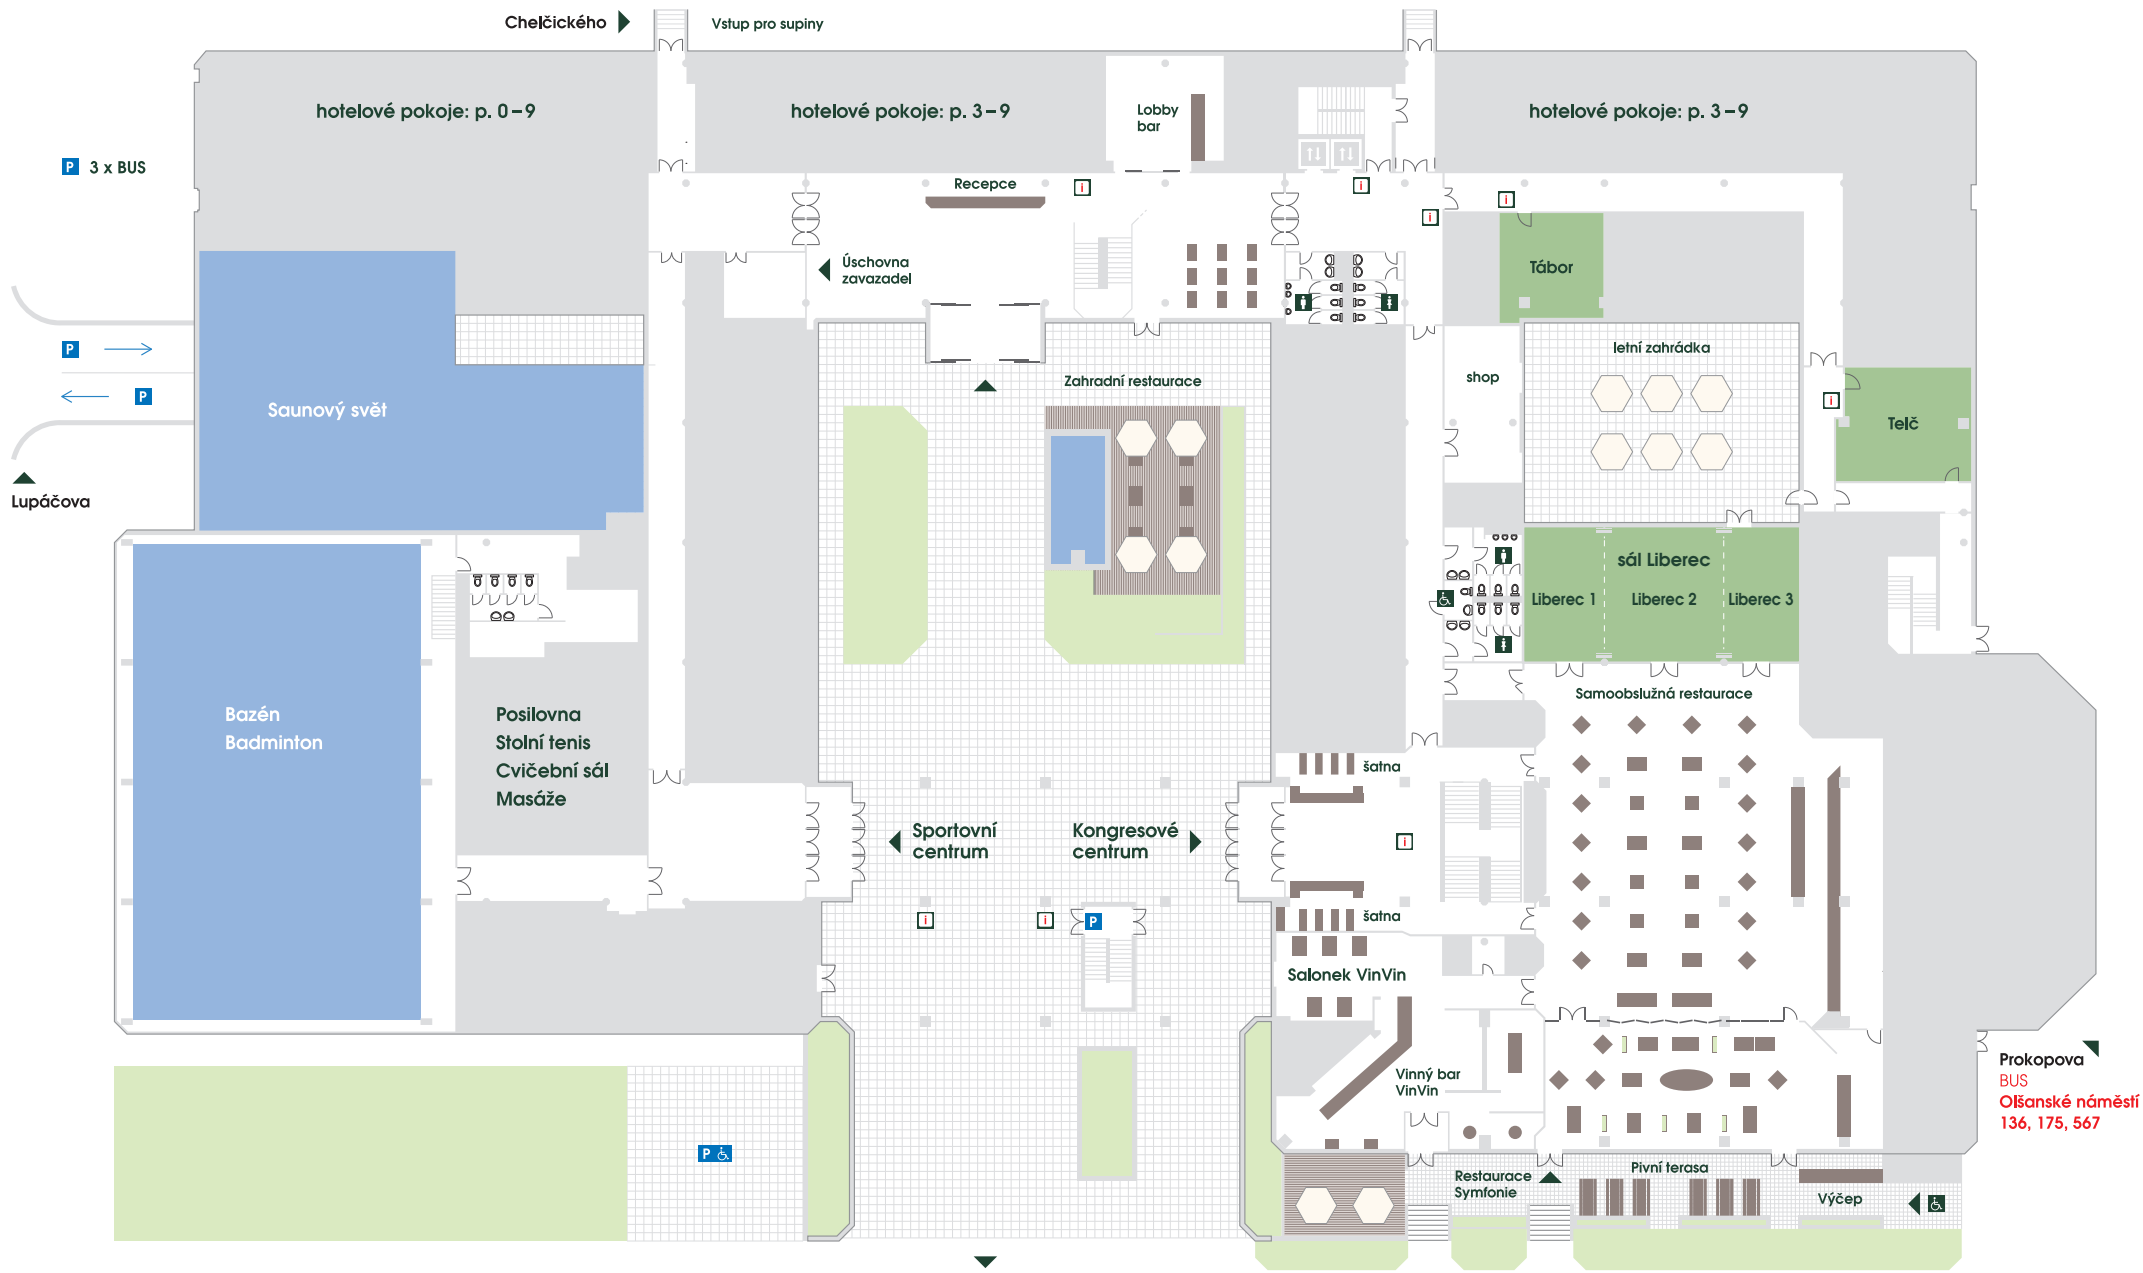 Chelčického
Vstup pro supiny
hotelové pokoje: p. 0–9
hotelové pokoje: p. 3–9
Lobby
bar
hotelové pokoje: p. 3–9
P 3 x BUS
Recepce
i
i
i
i
Úschovna
zavazadel
Tábor
P
P
Saunový svět
Lupáčova
Zahradní restaurace
letní zahrádka
shop
i
Telč
sál Liberec
Liberec 1
Liberec 2
Liberec 3
Samoobslužná restaurace
Bazén
Badminton
Posilovna
Stolní tenis
Cvičební sál
Masáže
šatna
Sportovní
centrum
Kongresové
centrum
i
i
i
P
šatna
Salonek VinVin
Vinný bar
VinVin
Prokopova
BUS
Olšanské náměstí
136, 175, 567
P
Restaurace
Symfonie
Pivní terasa
Výčep